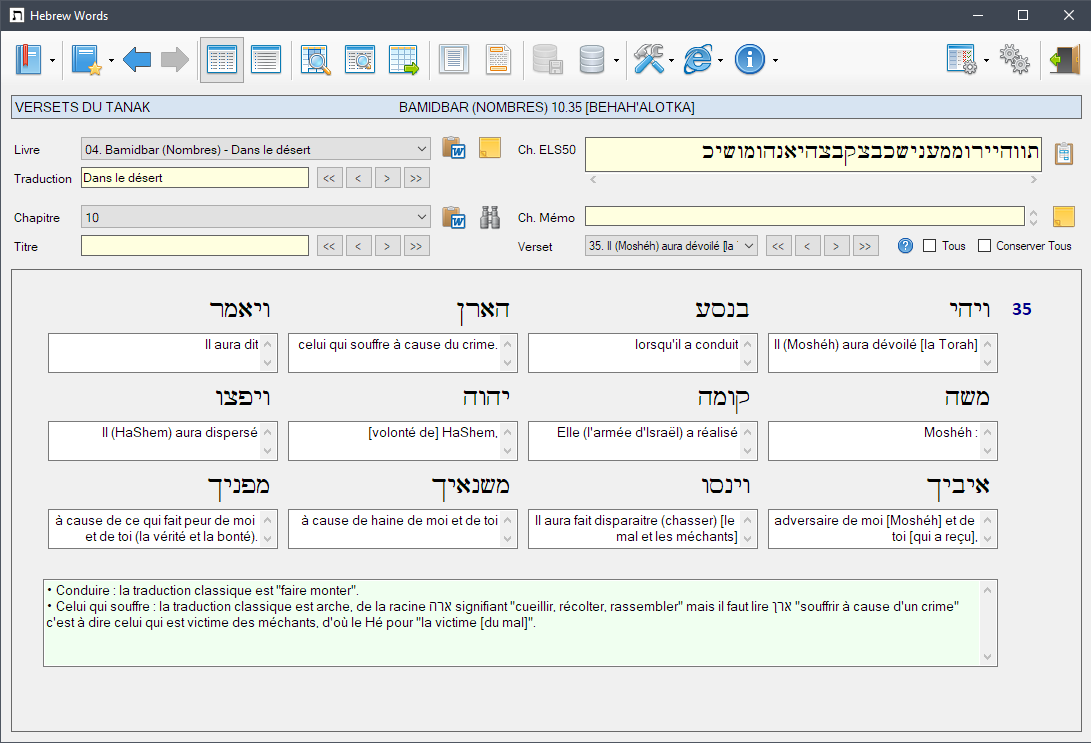 Hebrew Words
VERSETS DU TANAK BAMIDBAR (NOMBRES) 10.35 [BEHAH'ALOTKA]
Livre 04. Bamidbar (Nombres) - Dans le désert Ch. ELS50 תווהיירוממענישכבצקבצהיאנהומושיכ
Traduction Dans le désert << < > >>
Chapitre 10 Ch. Mémo
Titre << < > >> Verset 35. Il (Moshéh) aura dévoilé [la << < > >> Tous Conserver Tous
35 ויהי בנסע הארן ויאמר
Il (Moshéh) aura dévoilé [la Torah] lorsqu'il a conduit celui qui souffre à cause du crime. Il aura dit
משה קומה יהוה ויפצו
Moshéh : Elle (l'armée d'Israël) a réalisé [volonté de] HaShem, Il (HaShem) aura dispersé
איביך וינסו משנאיך מפניך
adversaire de moi [Moshéh] et de toi [qui a reçu], Il aura fait disparaitre (chasser) [le mal et les méchants] à cause de haine de moi et de toi à cause de ce qui fait peur de moi et de toi (la vérité et la bonté).
• Conduire : la traduction classique est "faire monter".
• Celui qui souffre : la traduction classique est arche, de la racine ארה signifiant "cueillir, récolter, rassembler" mais il faut lire ארן "souffrir à cause d'un crime"
c'est à dire celui qui est victime des méchants, d'où le Hé pour "la victime [du mal]".